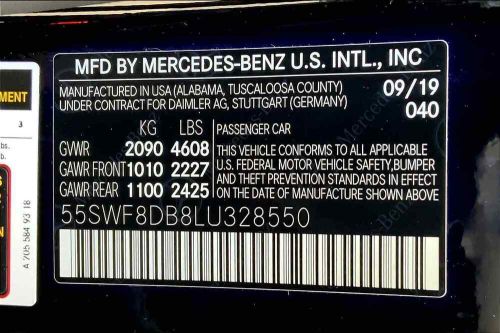 MFD BY MERCEDES-BENZ U.S. INTL., INC
MANUFACTURED IN USA (ALABAMA, TUSCALOOSA COUNTY) 09/19
UNDER CONTRACT FOR DAIMLER AG, STUTTGART (GERMANY) 040
KG LBS PASSENGER CAR
GVWR 2090 4608 THIS VEHICLE CONFORMS TO ALL APPLICABLE
GAWR FRONT 1010 2227 U.S. FEDERAL MOTOR VEHICLE SAFETY, BUMPER
GAWR REAR 1100 2425 AND THEFT PREVENTION STANDARDS IN EFFECT
ON THE DATE OF MANUFACTURE SHOWN ABOVE.
55SWF8DB8LU328550
MENT
3
lbs.
A 205 584 93 18